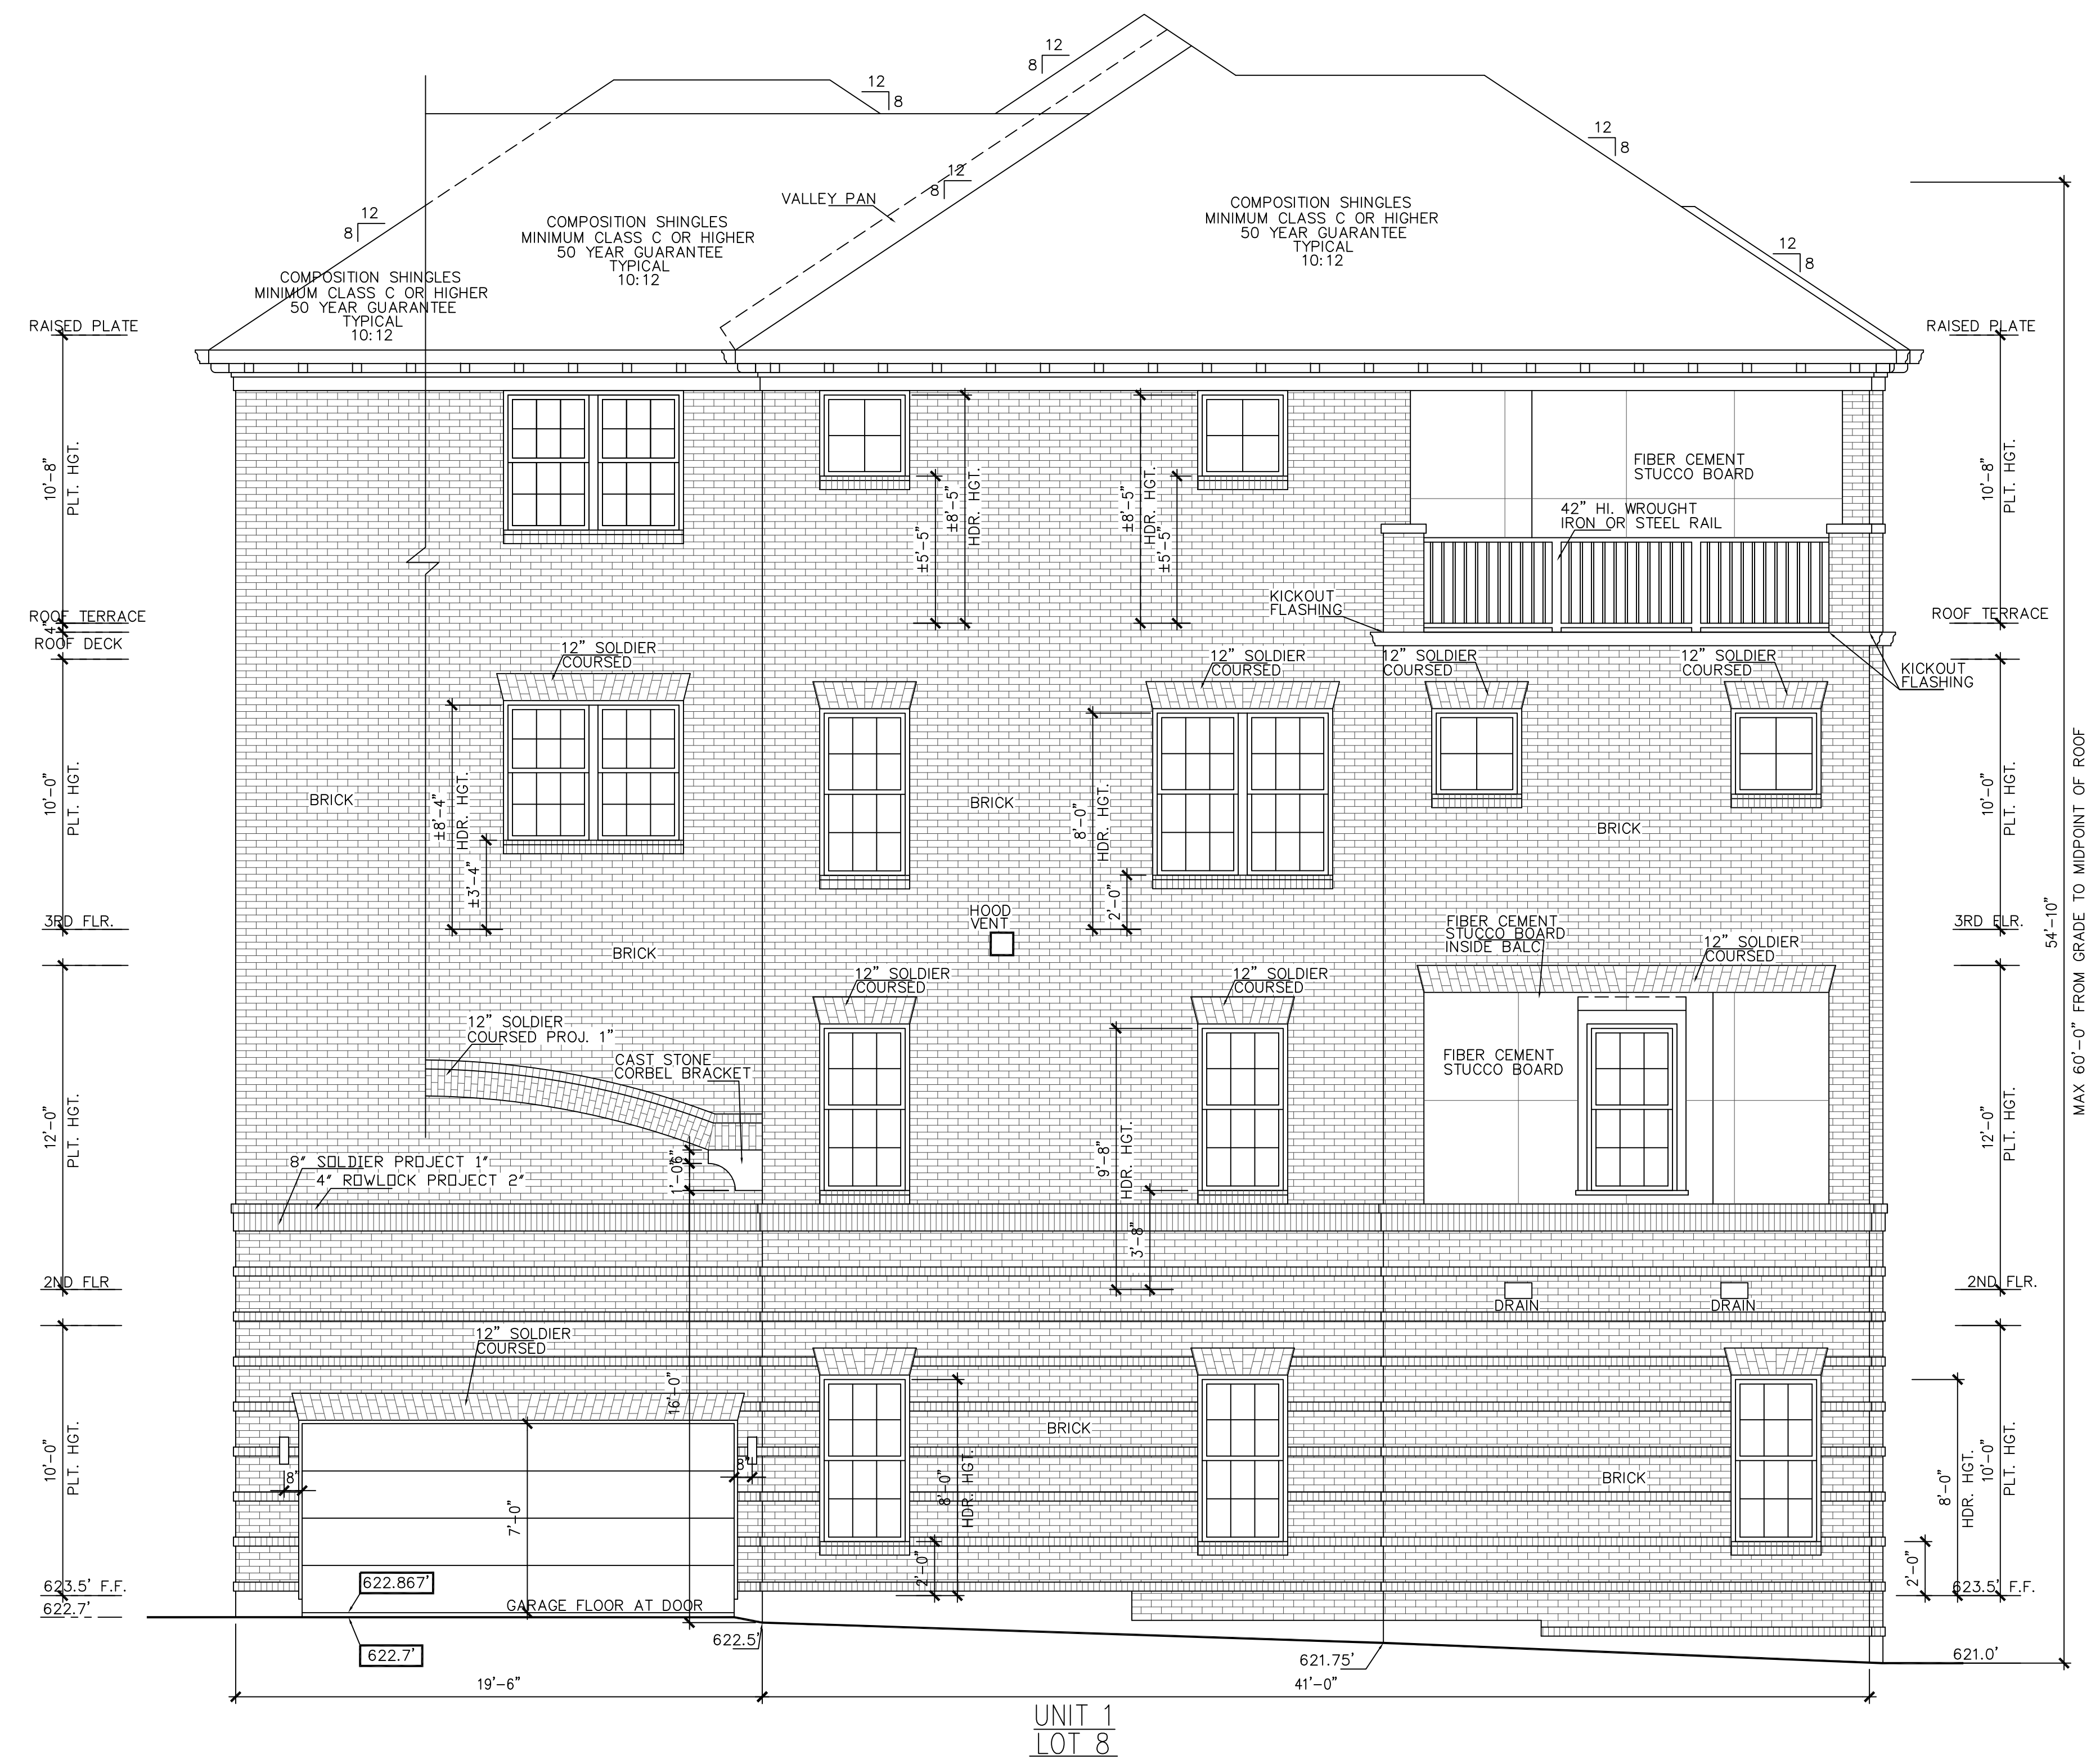 12
8
12
8
12
8
12
8
12
8
12
8
VALLEY PAN
COMPOSITION SHINGLES
MINIMUM CLASS C OR HIGHER
50 YEAR GUARANTEE
TYPICAL
10:12
COMPOSITION SHINGLES
MINIMUM CLASS C OR HIGHER
50 YEAR GUARANTEE
TYPICAL
10:12
COMPOSITION SHINGLES
MINIMUM CLASS C OR HIGHER
50 YEAR GUARANTEE
TYPICAL
10:12
RAISED PLATE
RAISED PLATE
10'-8"
PLT. HGT.
±8'-5"
HDR. HGT.
±5'-5"
±8'-5"
HDR. HGT.
±5'-5"
FIBER CEMENT
STUCCO BOARD
42" HI. WROUGHT
IRON OR STEEL RAIL
10'-8"
PLT. HGT.
KICKOUT
FLASHING
ROOF TERRACE
4"
ROOF DECK
ROOF TERRACE
12" SOLDIER
COURSED
12" SOLDIER
COURSED
12" SOLDIER
COURSED
12" SOLDIER
COURSED
KICKOUT
FLASHING
10'-0"
PLT. HGT.
BRICK
±8'-4"
HDR. HGT.
±3'-4"
BRICK
8'-0"
HDR. HGT.
2'-0"
BRICK
10'-0"
PLT. HGT.
MAX 60'-0" FROM GRADE TO MIDPOINT OF ROOF
54'-10"
3RD FLR.
HOOD
VENT
FIBER CEMENT
STUCCO BOARD
INSIDE BALC
3RD FLR.
BRICK
12" SOLDIER
COURSED
12" SOLDIER
COURSED
12" SOLDIER
COURSED
12" SOLDIER
COURSED PROJ. 1"
CAST STONE
CORBEL BRACKET
FIBER CEMENT
STUCCO BOARD
12'-0"
PLT. HGT.
6"
1'-0"
9'-8"
HDR. HGT.
3'-8"
12'-0"
PLT. HGT.
8" SOLDIER PROJECT 1"
4" ROWLOCK PROJECT 2"
2ND FLR
2ND FLR.
DRAIN
DRAIN
12" SOLDIER
COURSED
16'-0"
BRICK
BRICK
10'-0"
PLT. HGT.
8"
8"
7'-0"
8'-0"
HDR. HGT.
2'-0"
8'-0"
HDR. HGT.
2'-0"
10'-0"
PLT. HGT.
623.5' F.F.
622.7'
622.867'
GARAGE FLOOR AT DOOR
623.5' F.F.
622.7'
622.5'
621.75'
621.0'
19'-6"
41'-0"
UNIT 1
LOT 8